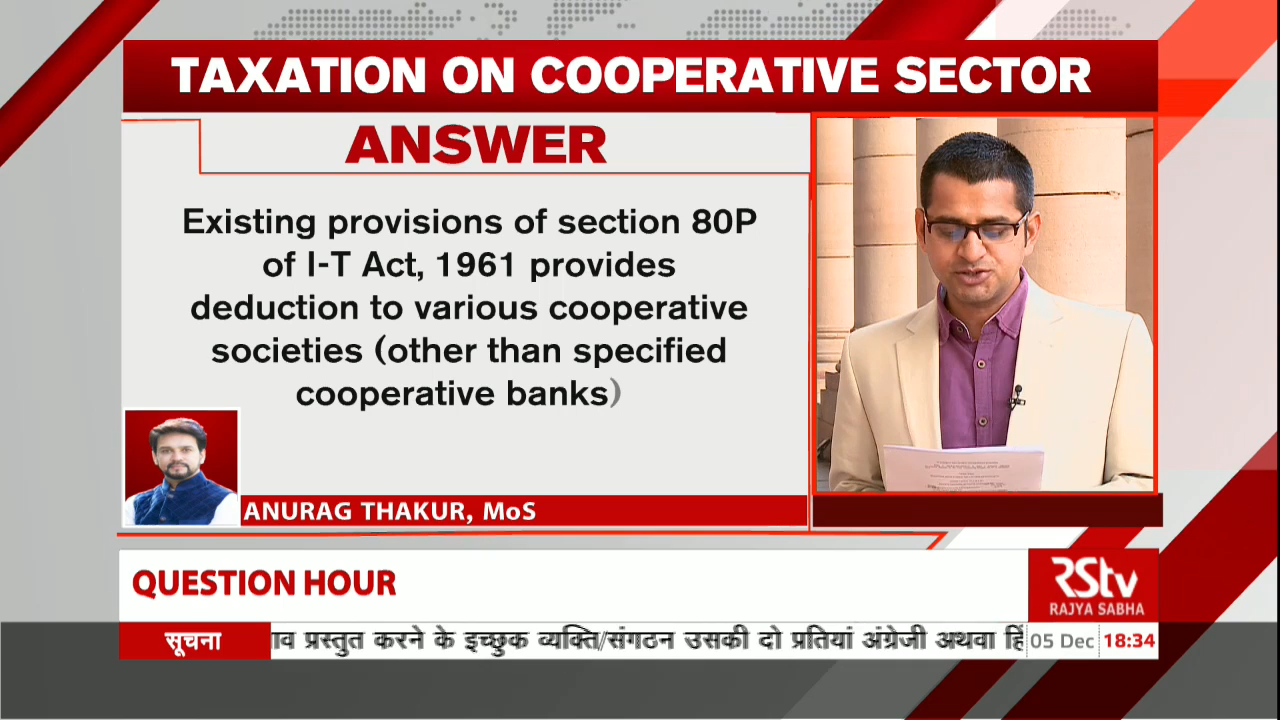 TAXATION ON COOPERATIVE SECTOR
ANSWER
Existing provisions of section 80P
of I-T Act, 1961 provides
deduction to various cooperative
societies (other than specified
cooperative banks)
ANURAG THAKUR, MoS
QUESTION HOUR
RSTV
RAJYA SABHA
सूचना
प्रस्तुत करने के इच्छुक व्यक्ति/संगठन उसकी दो प्रतियां अंग्रेजी अथवा
05 Dec 18:34